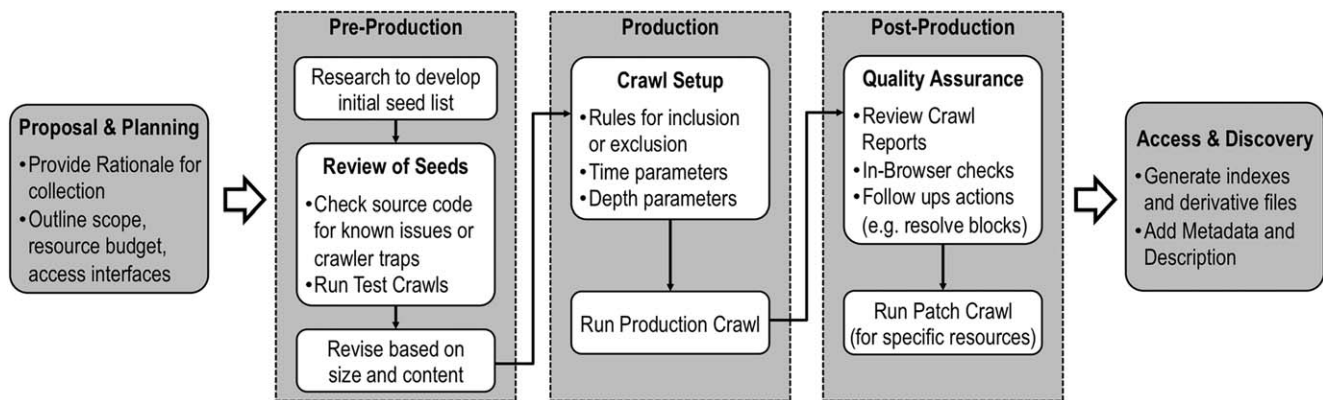 Proposal & Planning
•Provide Rationale for
collection
•Outline scope,
resource budget,
access interfaces
Pre-Production
Research to develop
initial seed list
Review of Seeds
•Check source code
for known issues or
crawler traps
•Run Test Crawls
Revise based on
size and content
Production
Crawl Setup
•Rules for inclusion
or exclusion
•Time parameters
•Depth parameters
Run Production Crawl
Post-Production
Quality Assurance
•Review Crawl
Reports
•In-Browser checks
•Follow ups actions
(e.g. resolve blocks)
Run Patch Crawl
(for specific resources)
Access & Discovery
•Generate indexes
and derivative files
•Add Metadata and
Description